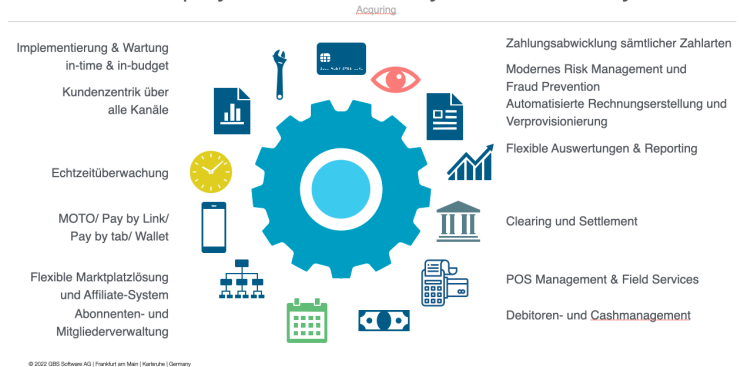 Acquring
Implementierung & Wartung
in-time & in-budget
Kundenzentrik über
alle Kanäle
Echtzeitüberwachung
MOTO/ Pay by Link/
Pay by tab/ Wallet
Flexible Marktplatzlösung
und Affiliate-System
Abonnenten- und
Mitgliederverwaltung
Zahlungsabwicklung sämtlicher Zahlarten
Modernes Risk Management und
Fraud Prevention
Automatisierte Rechnungserstellung und
Verprovisionierung
Flexible Auswertungen & Reporting
Clearing und Settlement
POS Management & Field Services
Debitoren- und Cashmanagement
© 2022 GBS Software AG | Frankfurt am Main | Karlsruhe | Germany